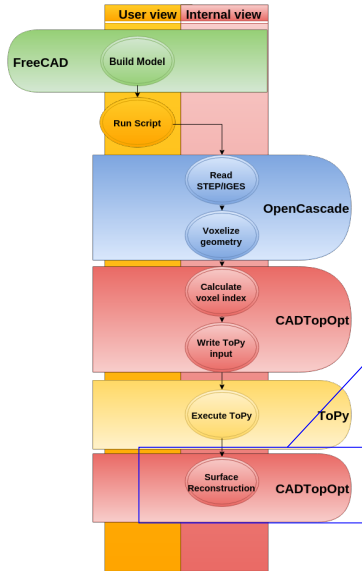 User view
Internal view
FreeCAD
Build Model
Run Script
Read
STEP/IGES
OpenCascade
Voxelize
geometry
Calculate
voxel index
CADTopOpt
Write ToPy
input
Execute ToPy
ToPy
Surface
Reconstruction
CADTopOpt